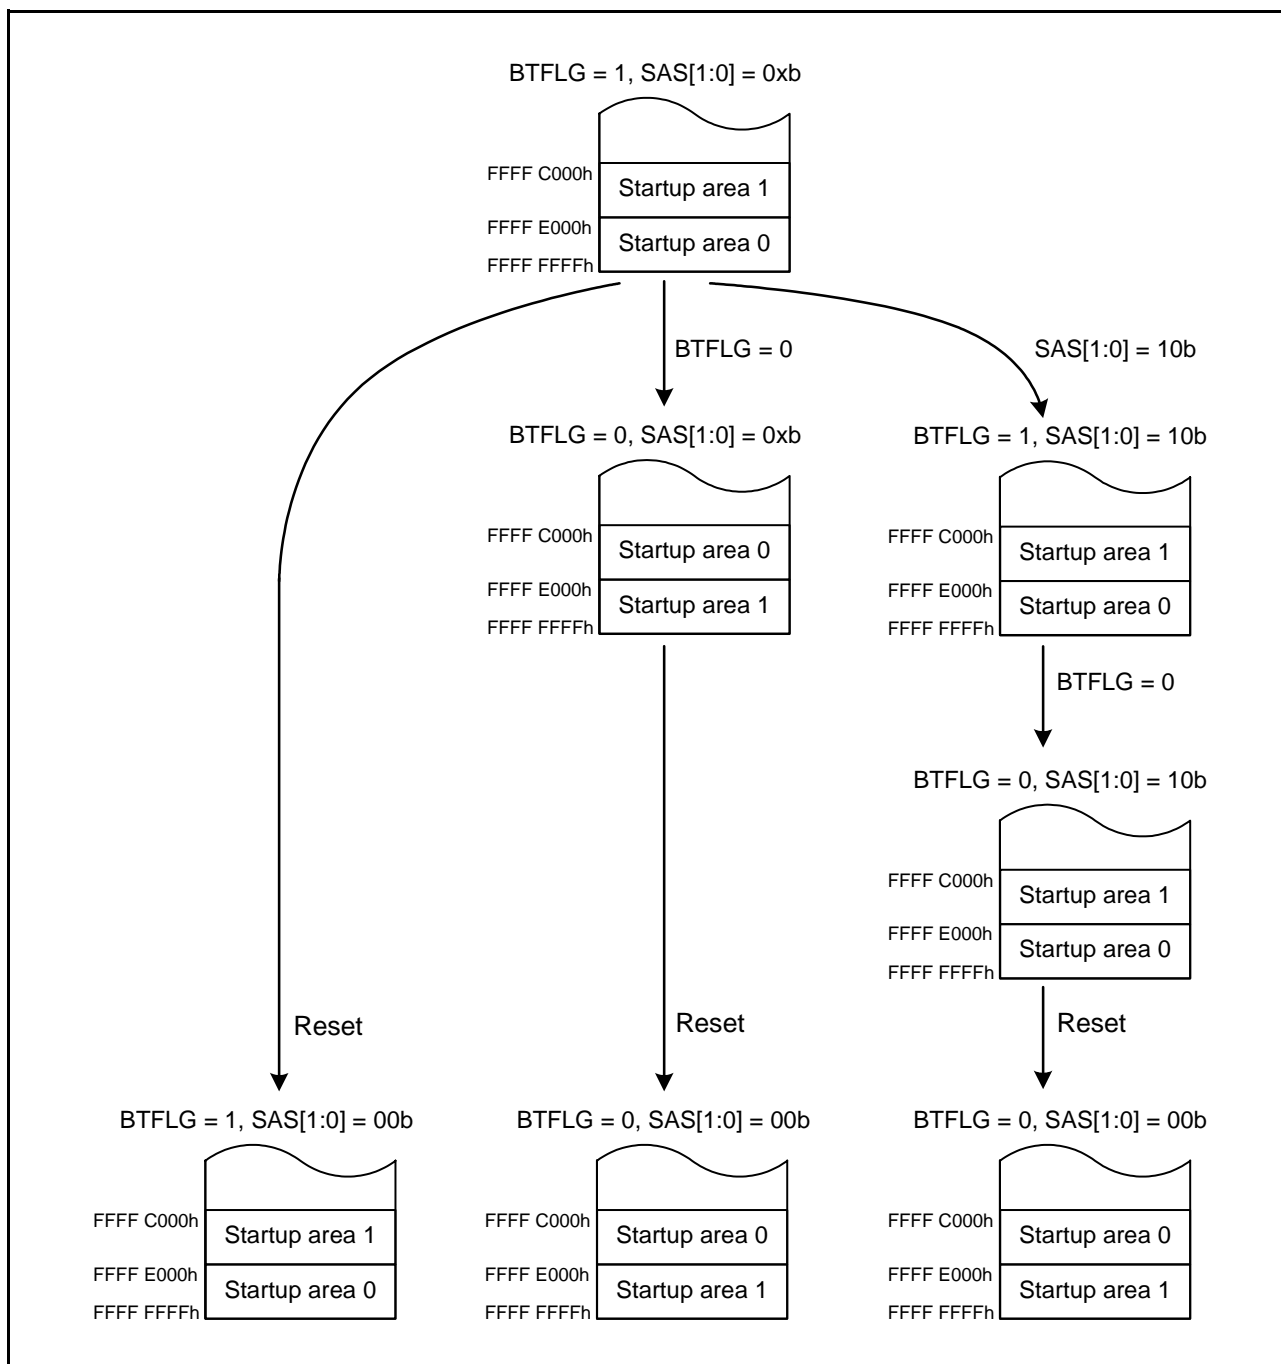 BTFLG = 1, SAS[1:0] = 0xb
FFFF C000h
Startup area 1
FFFF E000h
Startup area 0
FFFF FFFFh
BTFLG = 0
SAS[1:0] = 10b
BTFLG = 0, SAS[1:0] = 0xb
FFFF C000h
Startup area 0
FFFF E000h
Startup area 1
FFFF FFFFh
BTFLG = 1, SAS[1:0] = 10b
FFFF C000h
Startup area 1
FFFF E000h
Startup area 0
FFFF FFFFh
BTFLG = 0
BTFLG = 0, SAS[1:0] = 10b
FFFF C000h
Startup area 1
FFFF E000h
Startup area 0
FFFF FFFFh
Reset
Reset
Reset
BTFLG = 1, SAS[1:0] = 00b
FFFF C000h
Startup area 1
FFFF E000h
Startup area 0
FFFF FFFFh
BTFLG = 0, SAS[1:0] = 00b
FFFF C000h
Startup area 0
FFFF E000h
Startup area 1
FFFF FFFFh
BTFLG = 0, SAS[1:0] = 00b
FFFF C000h
Startup area 0
FFFF E000h
Startup area 1
FFFF FFFFh